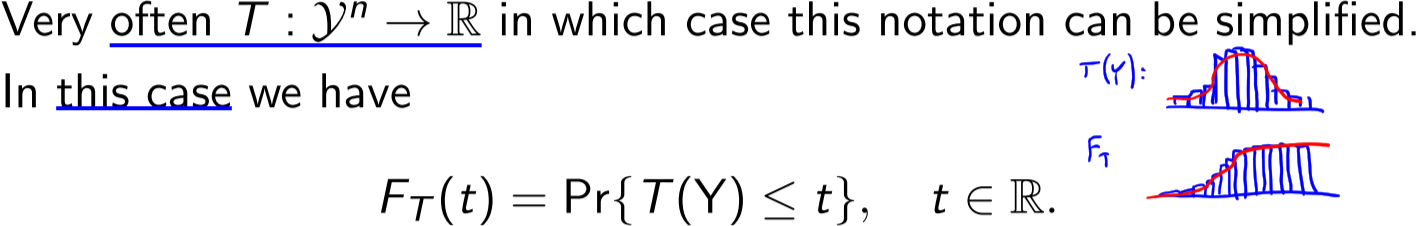 Very often T : 𝒴ⁿ → ℝ in which case this notation can be simplified.
T(Y):
In this case we have
F_T
F_T(t) = Pr{T(Y) ≤ t}, t ∈ ℝ.